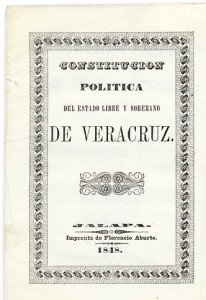 CONSTITUCION
POLITICA
DEL ESTADO LIBRE Y SOBERANO
DE VERACRUZ.
JALAPA.
Imprenta de Florencio Aburto.
1848.